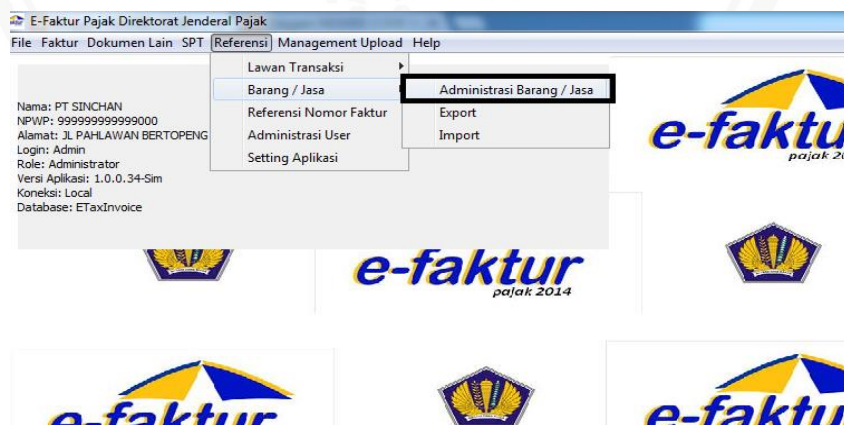 E-Faktur Pajak Direktorat Jenderal Pajak
File Faktur Dokumen Lain SPT Referensi Management Upload Help
Lawan Transaksi
Barang / Jasa
Referensi Nomor Faktur
Administrasi User
Setting Aplikasi
Administrasi Barang / Jasa
Export
Import
Nama: PT SINCHAN
NPWP: 999999999999000
Alamat: JL PAHLAWAN BERTOPENG
Login: Admin
Role: Administrator
Versi Aplikasi: 1.0.0.34-Sim
Koneksi: Local
Database: ETaxInvoice
e-faktu
pajak 20
e-faktur
pajak 2014
e-faktur
e-faktu